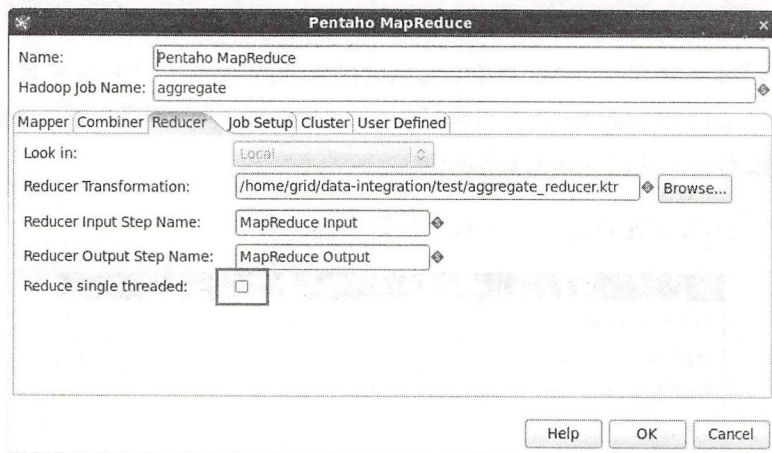 Pentaho MapReduce
Name: Pentaho MapReduce
Hadoop Job Name: aggregate
Mapper Combiner Reducer Job Setup Cluster User Defined
Look in: Local
Reducer Transformation: /home/grid/data-integration/test/aggregate_reducer.ktr Browse...
Reducer Input Step Name: MapReduce Input
Reducer Output Step Name: MapReduce Output
Reduce single threaded:
Help OK Cancel